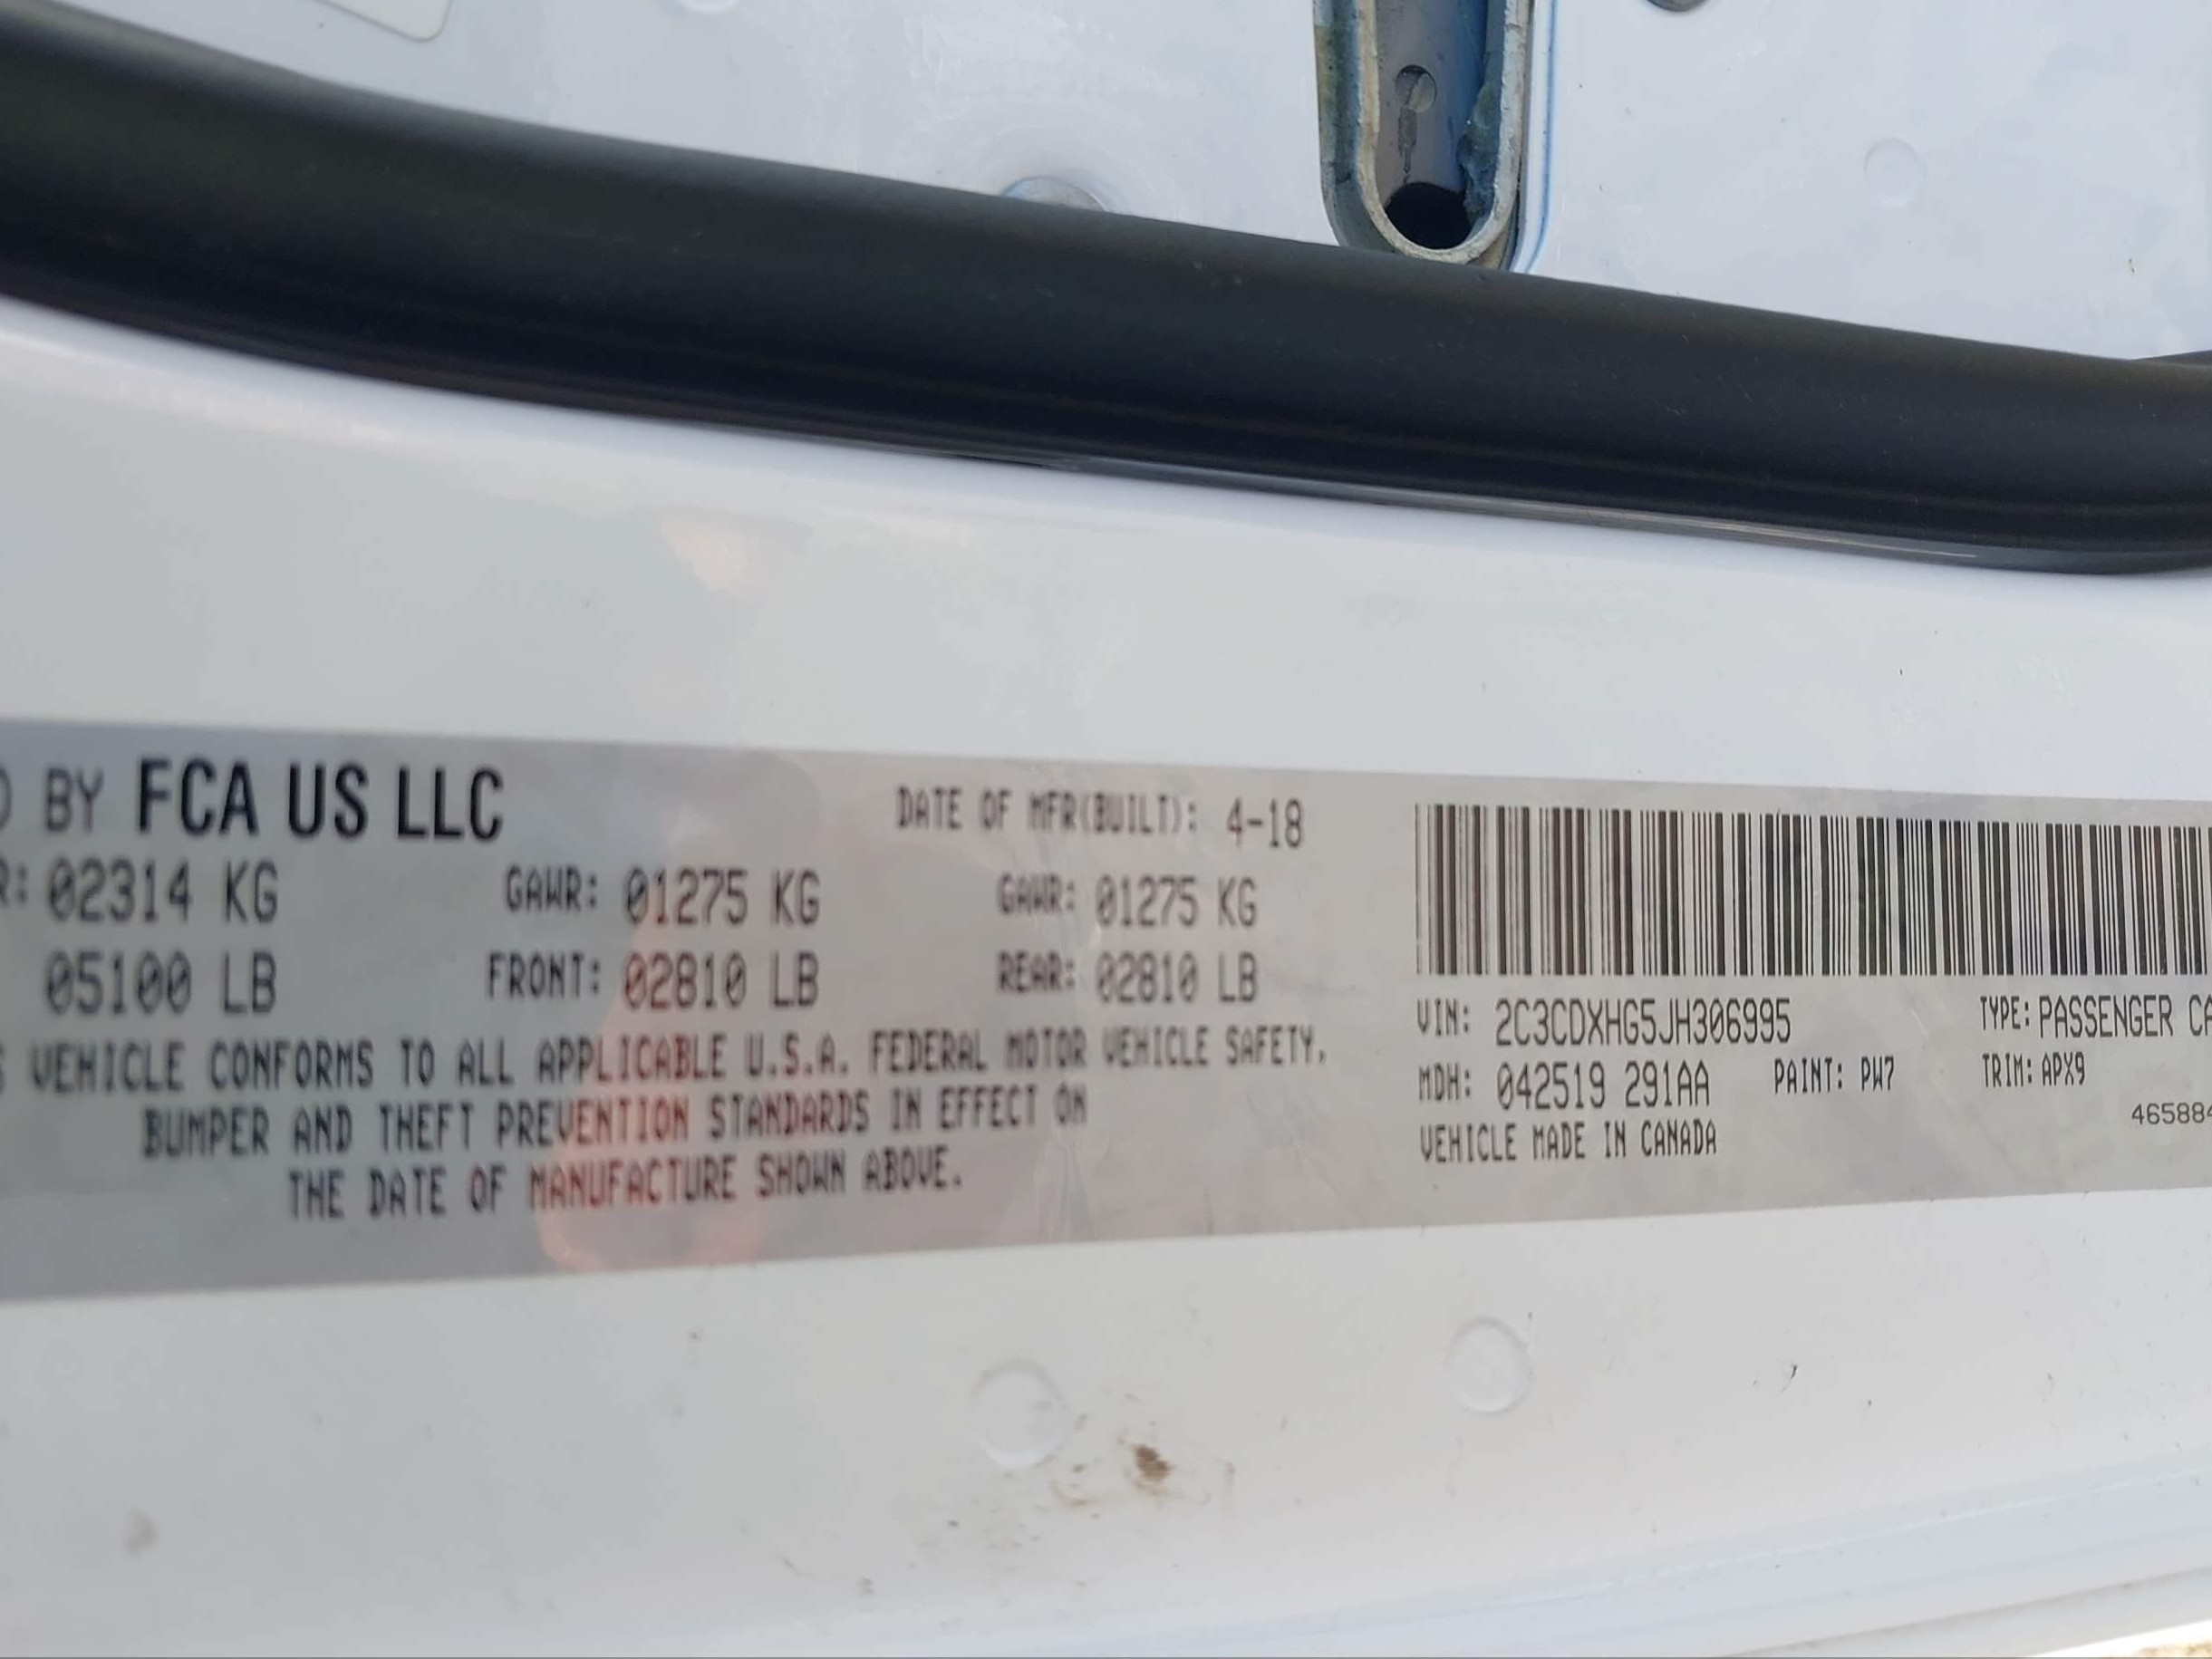 BY FCA US LLC
DATE OF MFR(BUILT): 4-18
R: 02314 KG GAWR: 01275 KG GAWR: 01275 KG
05100 LB FRONT: 02810 LB REAR: 02810 LB
S VEHICLE CONFORMS TO ALL APPLICABLE U.S.A. FEDERAL MOTOR VEHICLE SAFETY,
BUMPER AND THEFT PREVENTION STANDARDS IN EFFECT ON
THE DATE OF MANUFACTURE SHOWN ABOVE.
VIN: 2C3CDXHG5JH306995 TYPE: PASSENGER CA
MDH: 042519 291AA PAINT: PW7 TRIM: APX9
VEHICLE MADE IN CANADA
465884